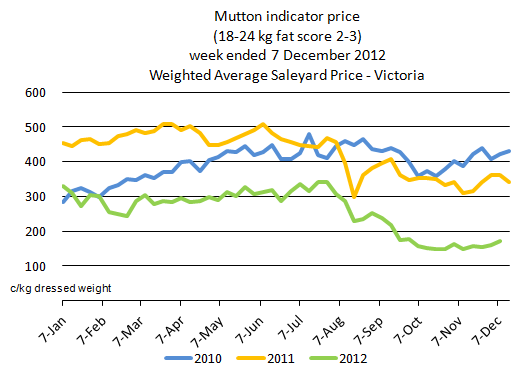 Mutton indicator price
(18-24 kg fat score 2-3)
week ended 7 December 2012
Weighted Average Saleyard Price - Victoria
600
500
400
300
200
100
c/kg dressed weight
7-Jan 7-Feb 7-Mar 7-Apr 7-May 7-Jun 7-Jul 7-Aug 7-Sep 7-Oct 7-Nov 7-Dec
2010 2011 2012